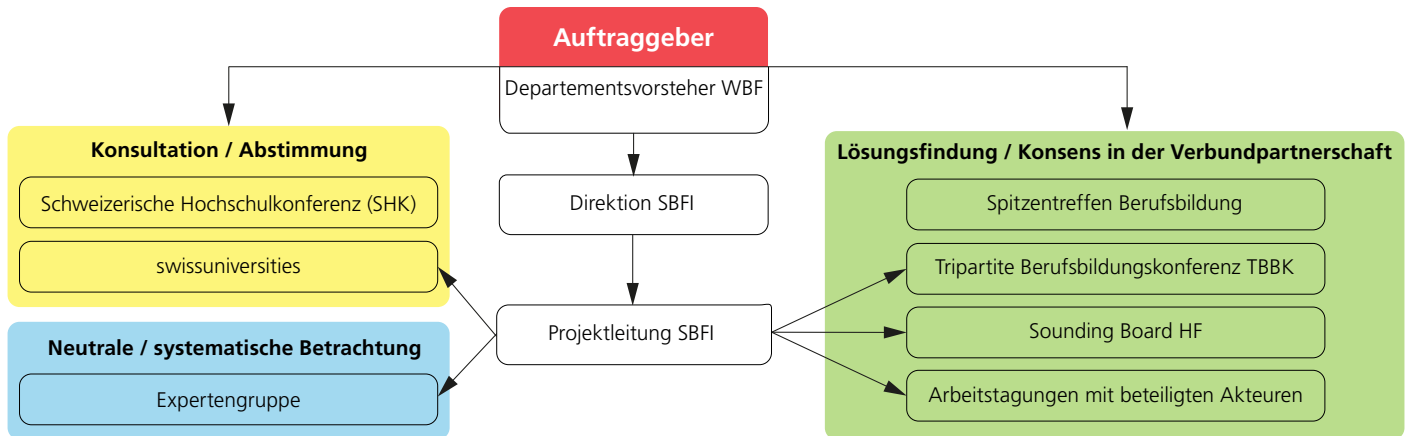 Auftraggeber
Departementsvorsteher WBF
Konsultation / Abstimmung
Schweizerische Hochschulkonferenz (SHK)
swissuniversities
Neutrale / systematische Betrachtung
Expertengruppe
Direktion SBFI
Projektleitung SBFI
Lösungsfindung / Konsens in der Verbundpartnerschaft
Spitzentreffen Berufsbildung
Tripartite Berufsbildungskonferenz TBBK
Sounding Board HF
Arbeitstagungen mit beteiligten Akteuren